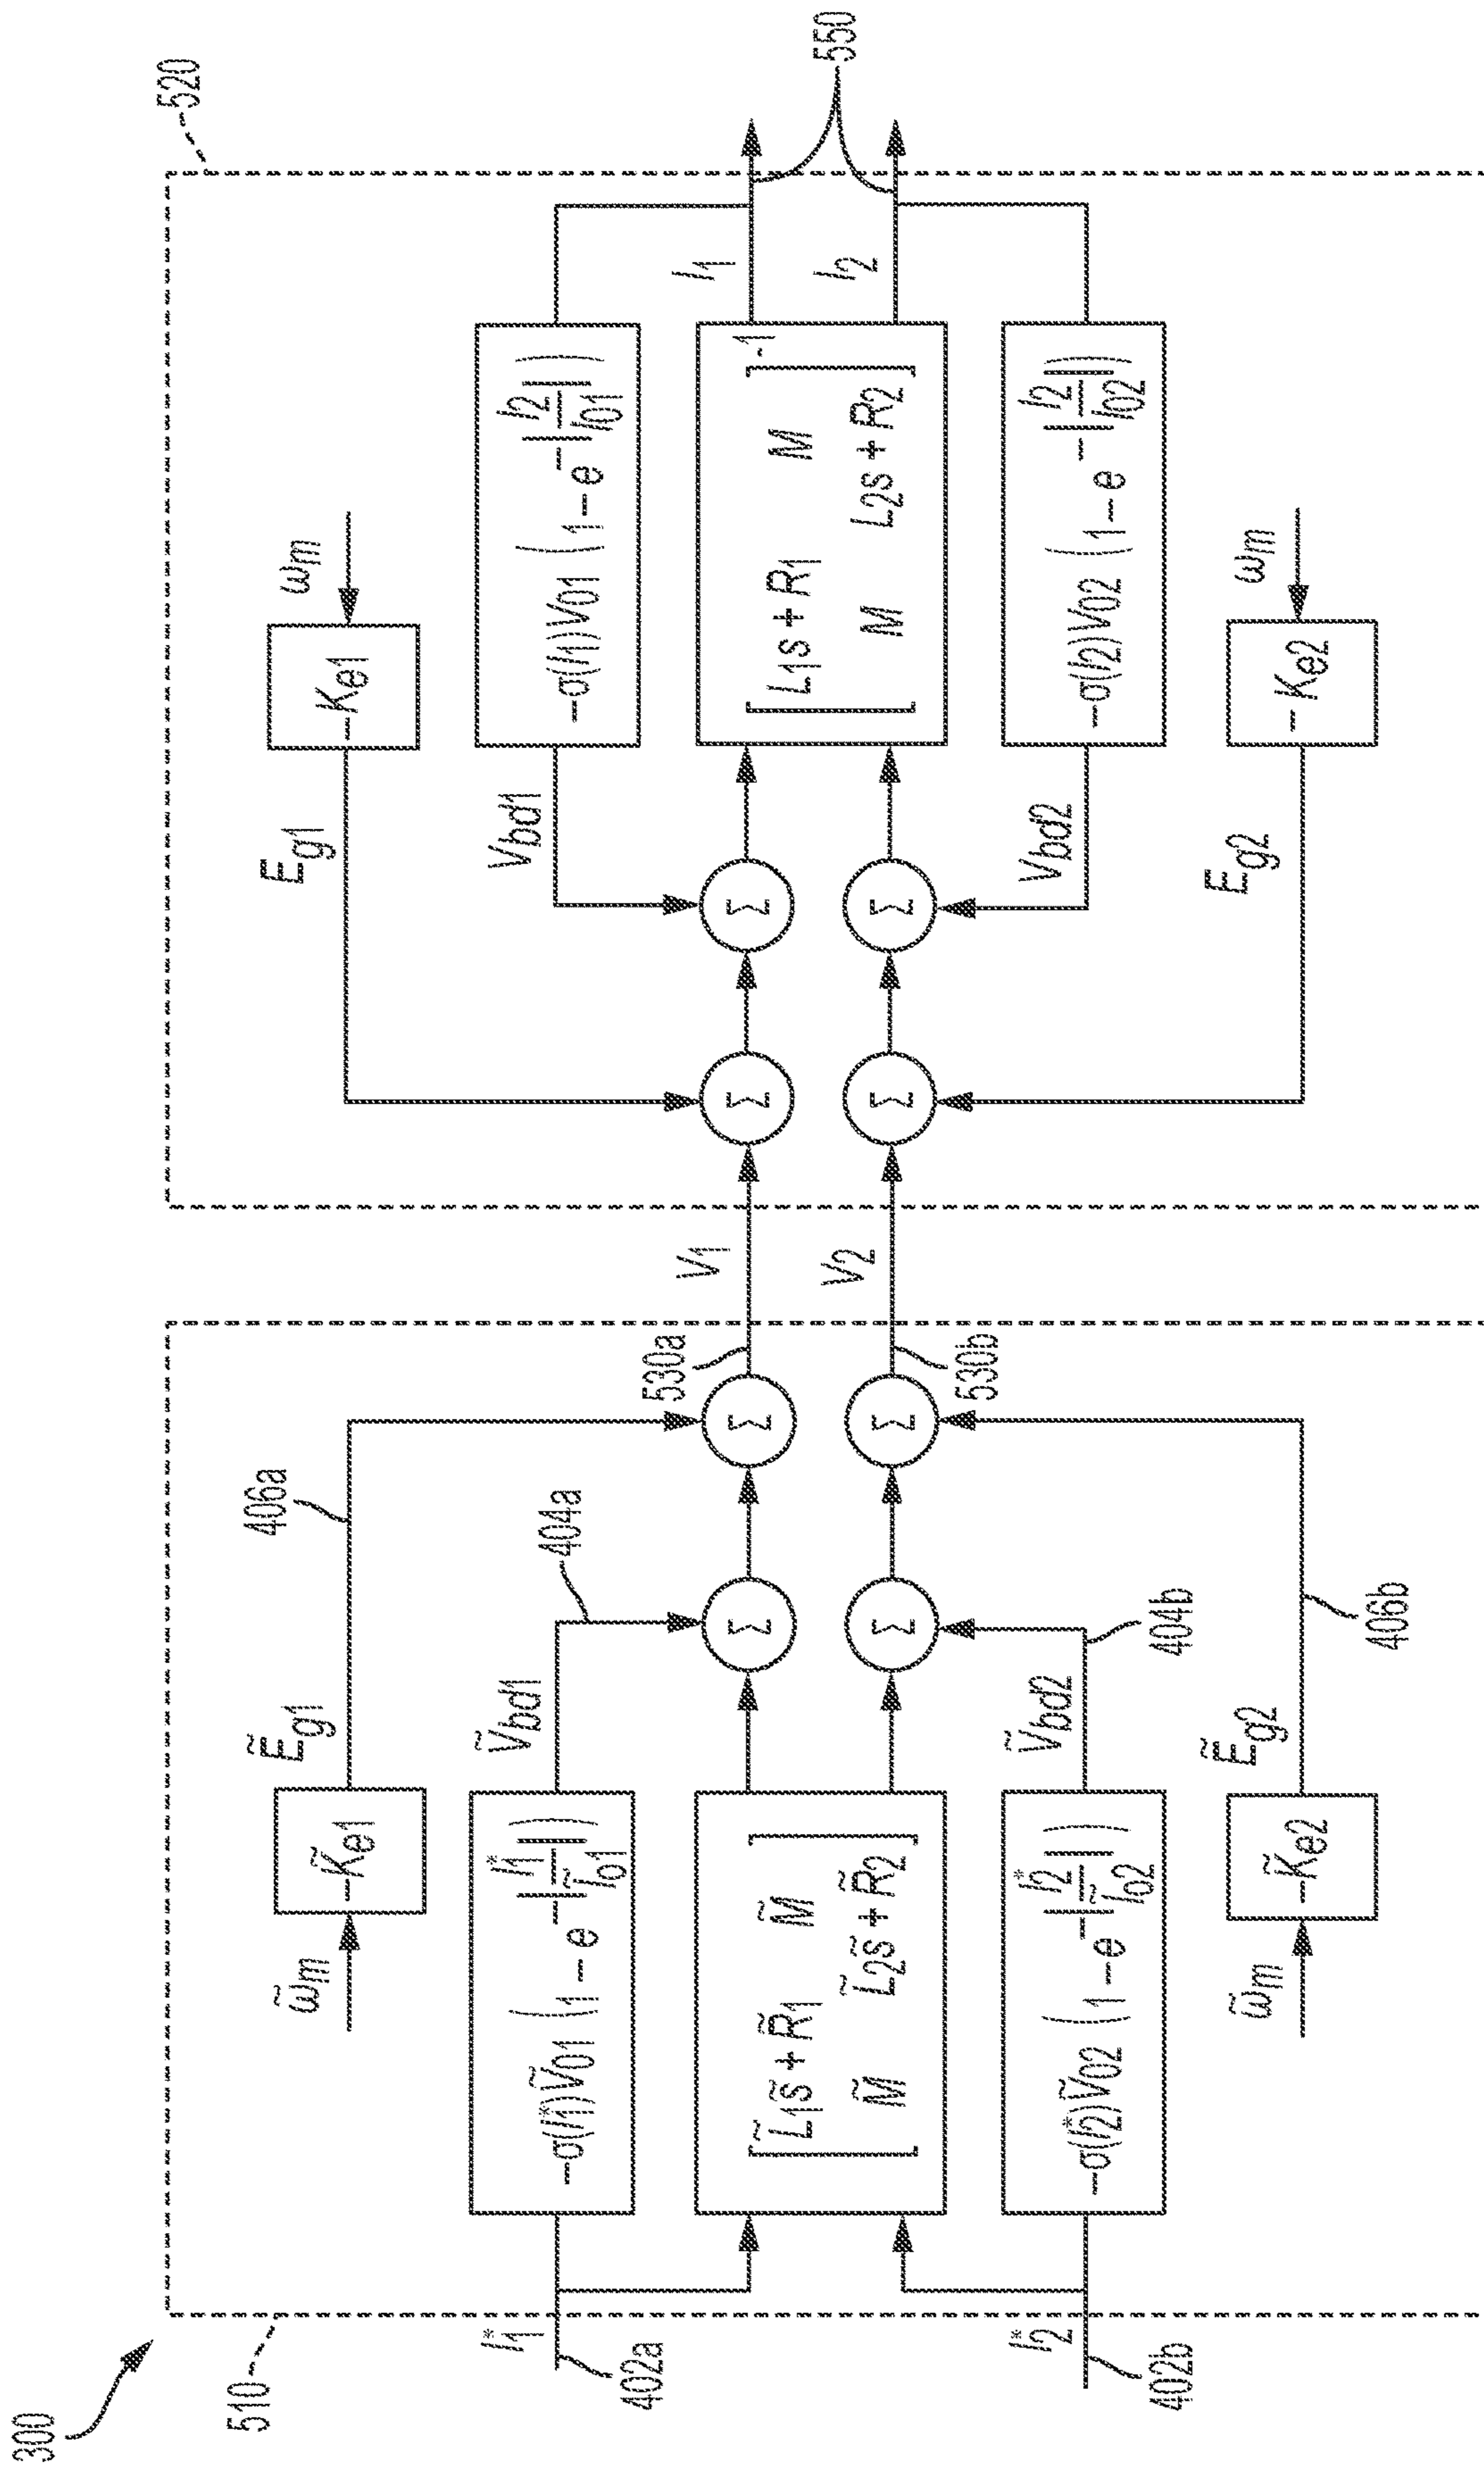 300
510
520
ω̃m
-K̃e1
Ẽg1
406a
I1*
402a
-σ(I1*)Ṽ01 (1-e^-|I1*/Ĩo1|)
Ṽbd1
404a
[L̃1s̃+R̃1 M̃
M̃ L̃2s̃+R̃2]
Σ
Σ
530a
V1
Σ
Σ
530b
V2
I2*
402b
-σ(I2*)Ṽ02 (1-e^-|I2*/Ĩo2|)
Ṽbd2
404b
ω̃m
-K̃e2
Ẽg2
406b
Eg1
-Ke1
ωm
Vbd1
-σ(I1)V01 (1-e^-|I2/I01|)
Σ
Σ
[L1s+R1 M
M L2s+R2]-1
I1
I2
550
Σ
Σ
Vbd2
-σ(I2)V02 (1-e^-|I2/I02|)
Eg2
-Ke2
ωm